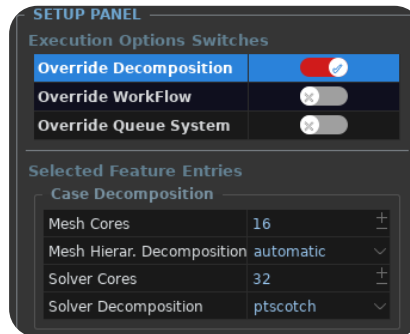 SETUP PANEL
Execution Options Switches
Override Decomposition
Override WorkFlow
Override Queue System
Selected Feature Entries
Case Decomposition
Mesh Cores 16
Mesh Hierar. Decomposition automatic
Solver Cores 32
Solver Decomposition ptscotch